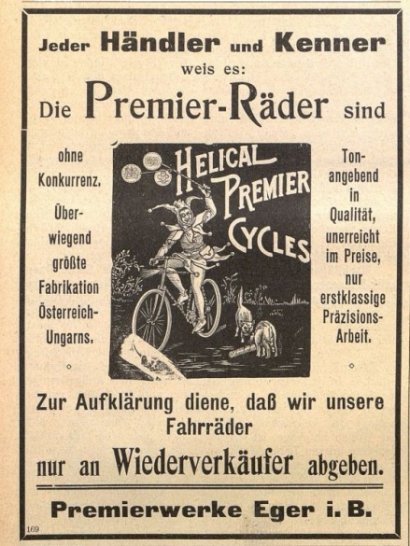 Jeder Händler und Kenner
weis es:
Die Premier-Räder sind
ohne
Konkurrenz.
Über-
wiegend
größte
Fabrikation
Österreich-
Ungarns.
HELICAL
PREMIER
CYCLES
Ton-
angebend
in
Qualität,
unerreicht
im Preise,
nur
erstklassige
Präzisions-
Arbeit.
Zur Aufklärung diene, daß wir unsere
Fahrräder
nur an Wiederverkäufer abgeben.
Premierwerke Eger i. B.
169